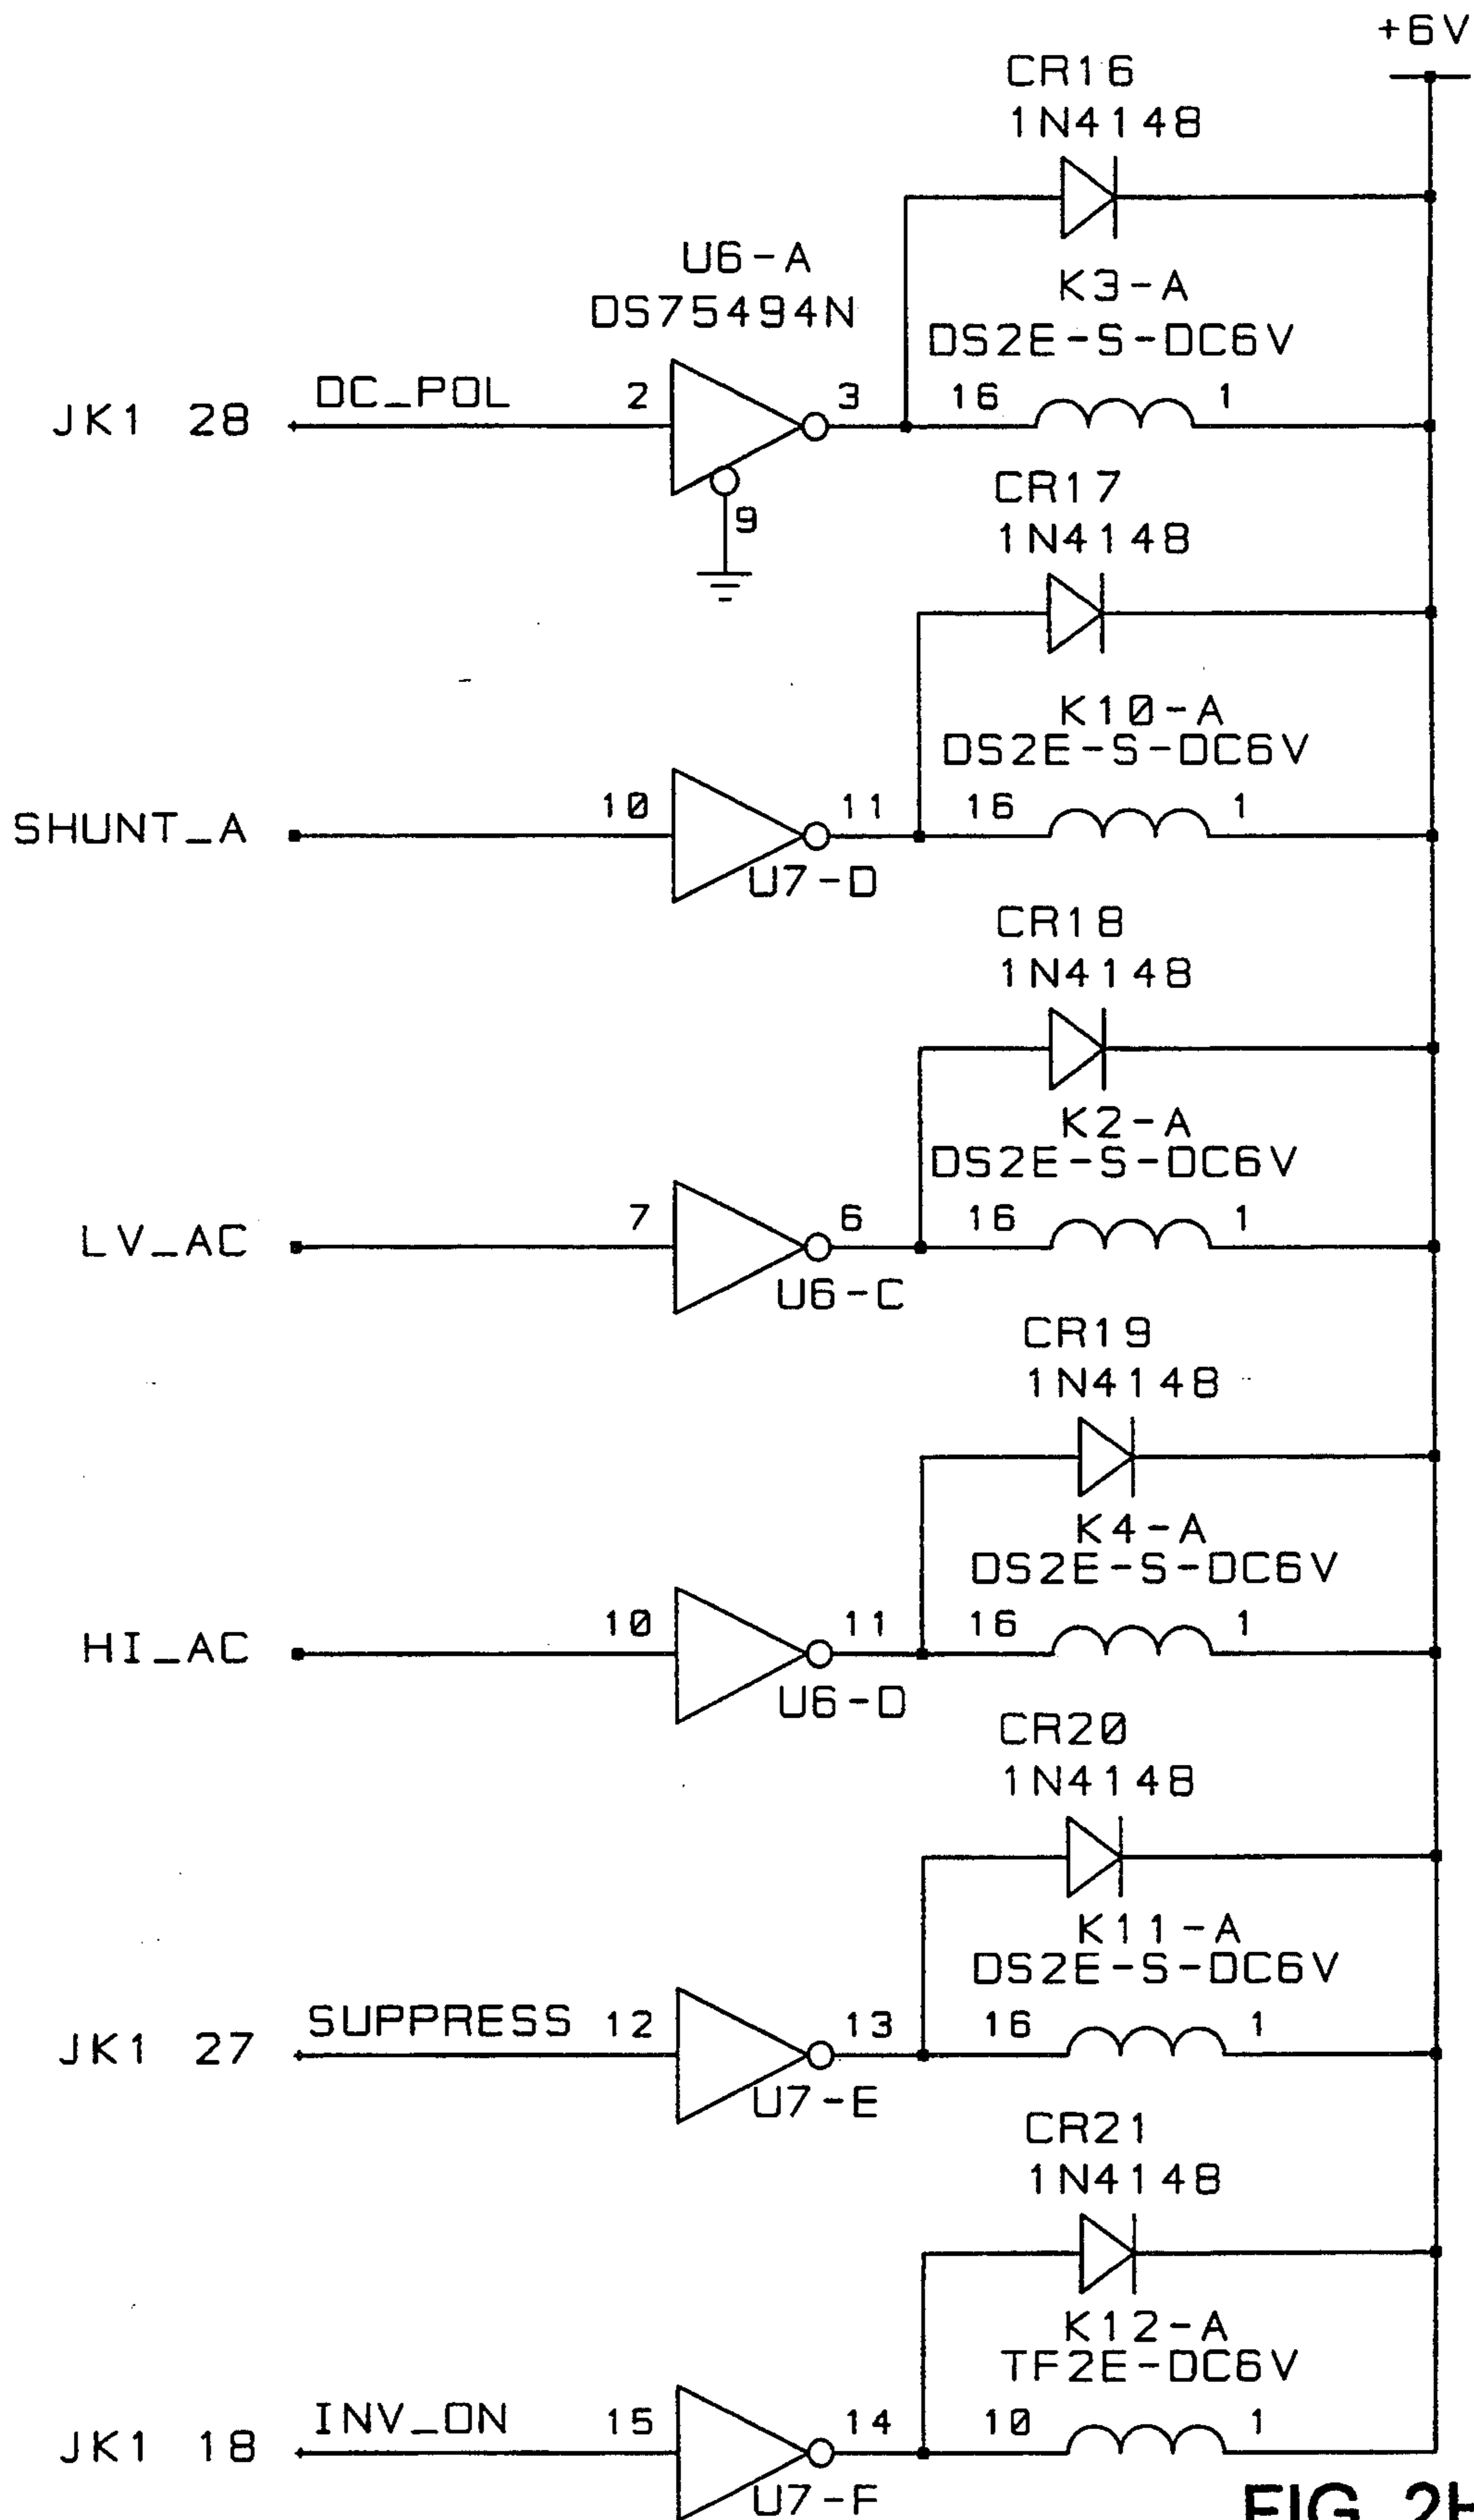 +6V
CR16
1N4148
U6-A
DS75494N
K3-A
DS2E-S-DC6V
JK1 28 DC_POL 2 3 16 1
9
CR17
1N4148
K10-A
DS2E-S-DC6V
SHUNT_A 10 11 16 1
U7-D
CR18
1N4148
K2-A
DS2E-S-DC6V
LV_AC 7 6 16 1
U6-C
CR19
1N4148
K4-A
DS2E-S-DC6V
HI_AC 10 11 16 1
U6-D
CR20
1N4148
K11-A
DS2E-S-DC6V
JK1 27 SUPPRESS 12 13 16 1
U7-E
CR21
1N4148
K12-A
TF2E-DC6V
JK1 18 INV_ON 15 14 10 1
U7-F
FIG. 2H